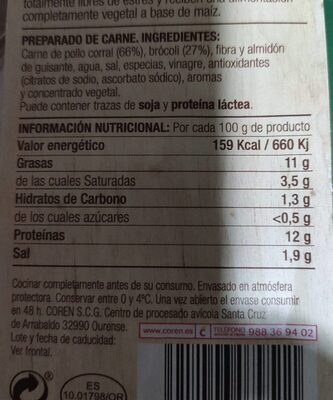 totalmente libres de estrés y reciben una alimentación
completamente vegetal a base de maíz.
PREPARADO DE CARNE. INGREDIENTES:
Carne de pollo corral (66%), brócoli (27%), fibra y almidón
de guisante, agua, sal, especias, vinagre, antioxidantes
(citratos de sodio, ascorbato sódico), aromas
y concentrado vegetal.
Puede contener trazas de soja y proteína láctea.
INFORMACIÓN NUTRICIONAL: Por cada 100 g de producto
Valor energético 159 Kcal / 660 Kj
Grasas 11 g
de las cuales Saturadas 3,5 g
Hidratos de Carbono 1,3 g
de los cuales azúcares <0,5 g
Proteínas 12 g
Sal 1,9 g
Cocinar completamente antes de su consumo. Envasado en atmósfera
protectora. Conservar entre 0 y 4ºC. Una vez abierto el envase consumir
en 48 h. COREN S.C.G. Centro de procesado avícola Santa Cruz
de Arrabaldo 32990 Ourense.
www.coren.es TELÉFONO 988 36 94 02
Lote y fecha de caducidad:
Ver frontal.
ES
10.01798/OR